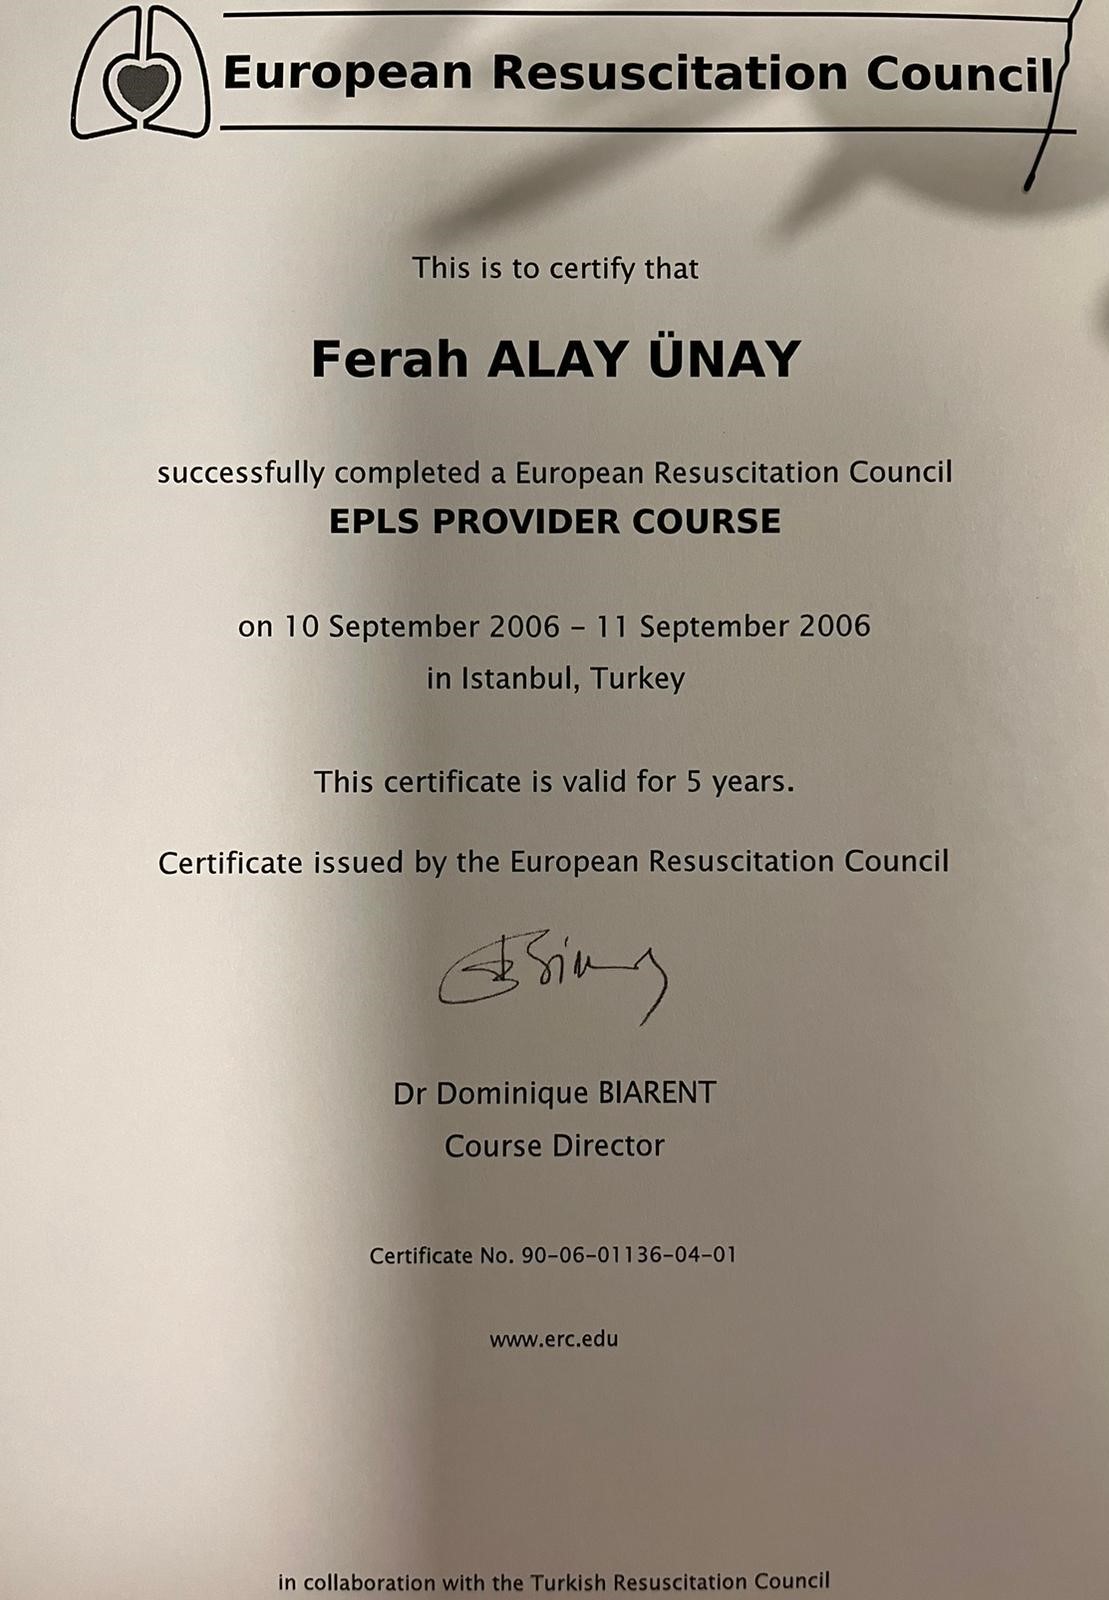 European Resuscitation Council
This is to certify that
Ferah ALAY ÜNAY
successfully completed a European Resuscitation Council
EPLS PROVIDER COURSE
on 10 September 2006 – 11 September 2006
in Istanbul, Turkey
This certificate is valid for 5 years.
Certificate issued by the European Resuscitation Council
Dr Dominique BIARENT
Course Director
Certificate No. 90–06–01136–04–01
www.erc.edu
in collaboration with the Turkish Resuscitation Council